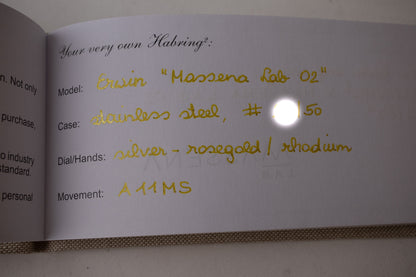 Your very own Habring²:
n. Not only
Model: Erwin "Massena Lab 02"
purchase,
Case: stainless steel, # 50
o industry
standard.
Dial/Hands: silver - rosegold / rhodium
personal
Movement: A11MS